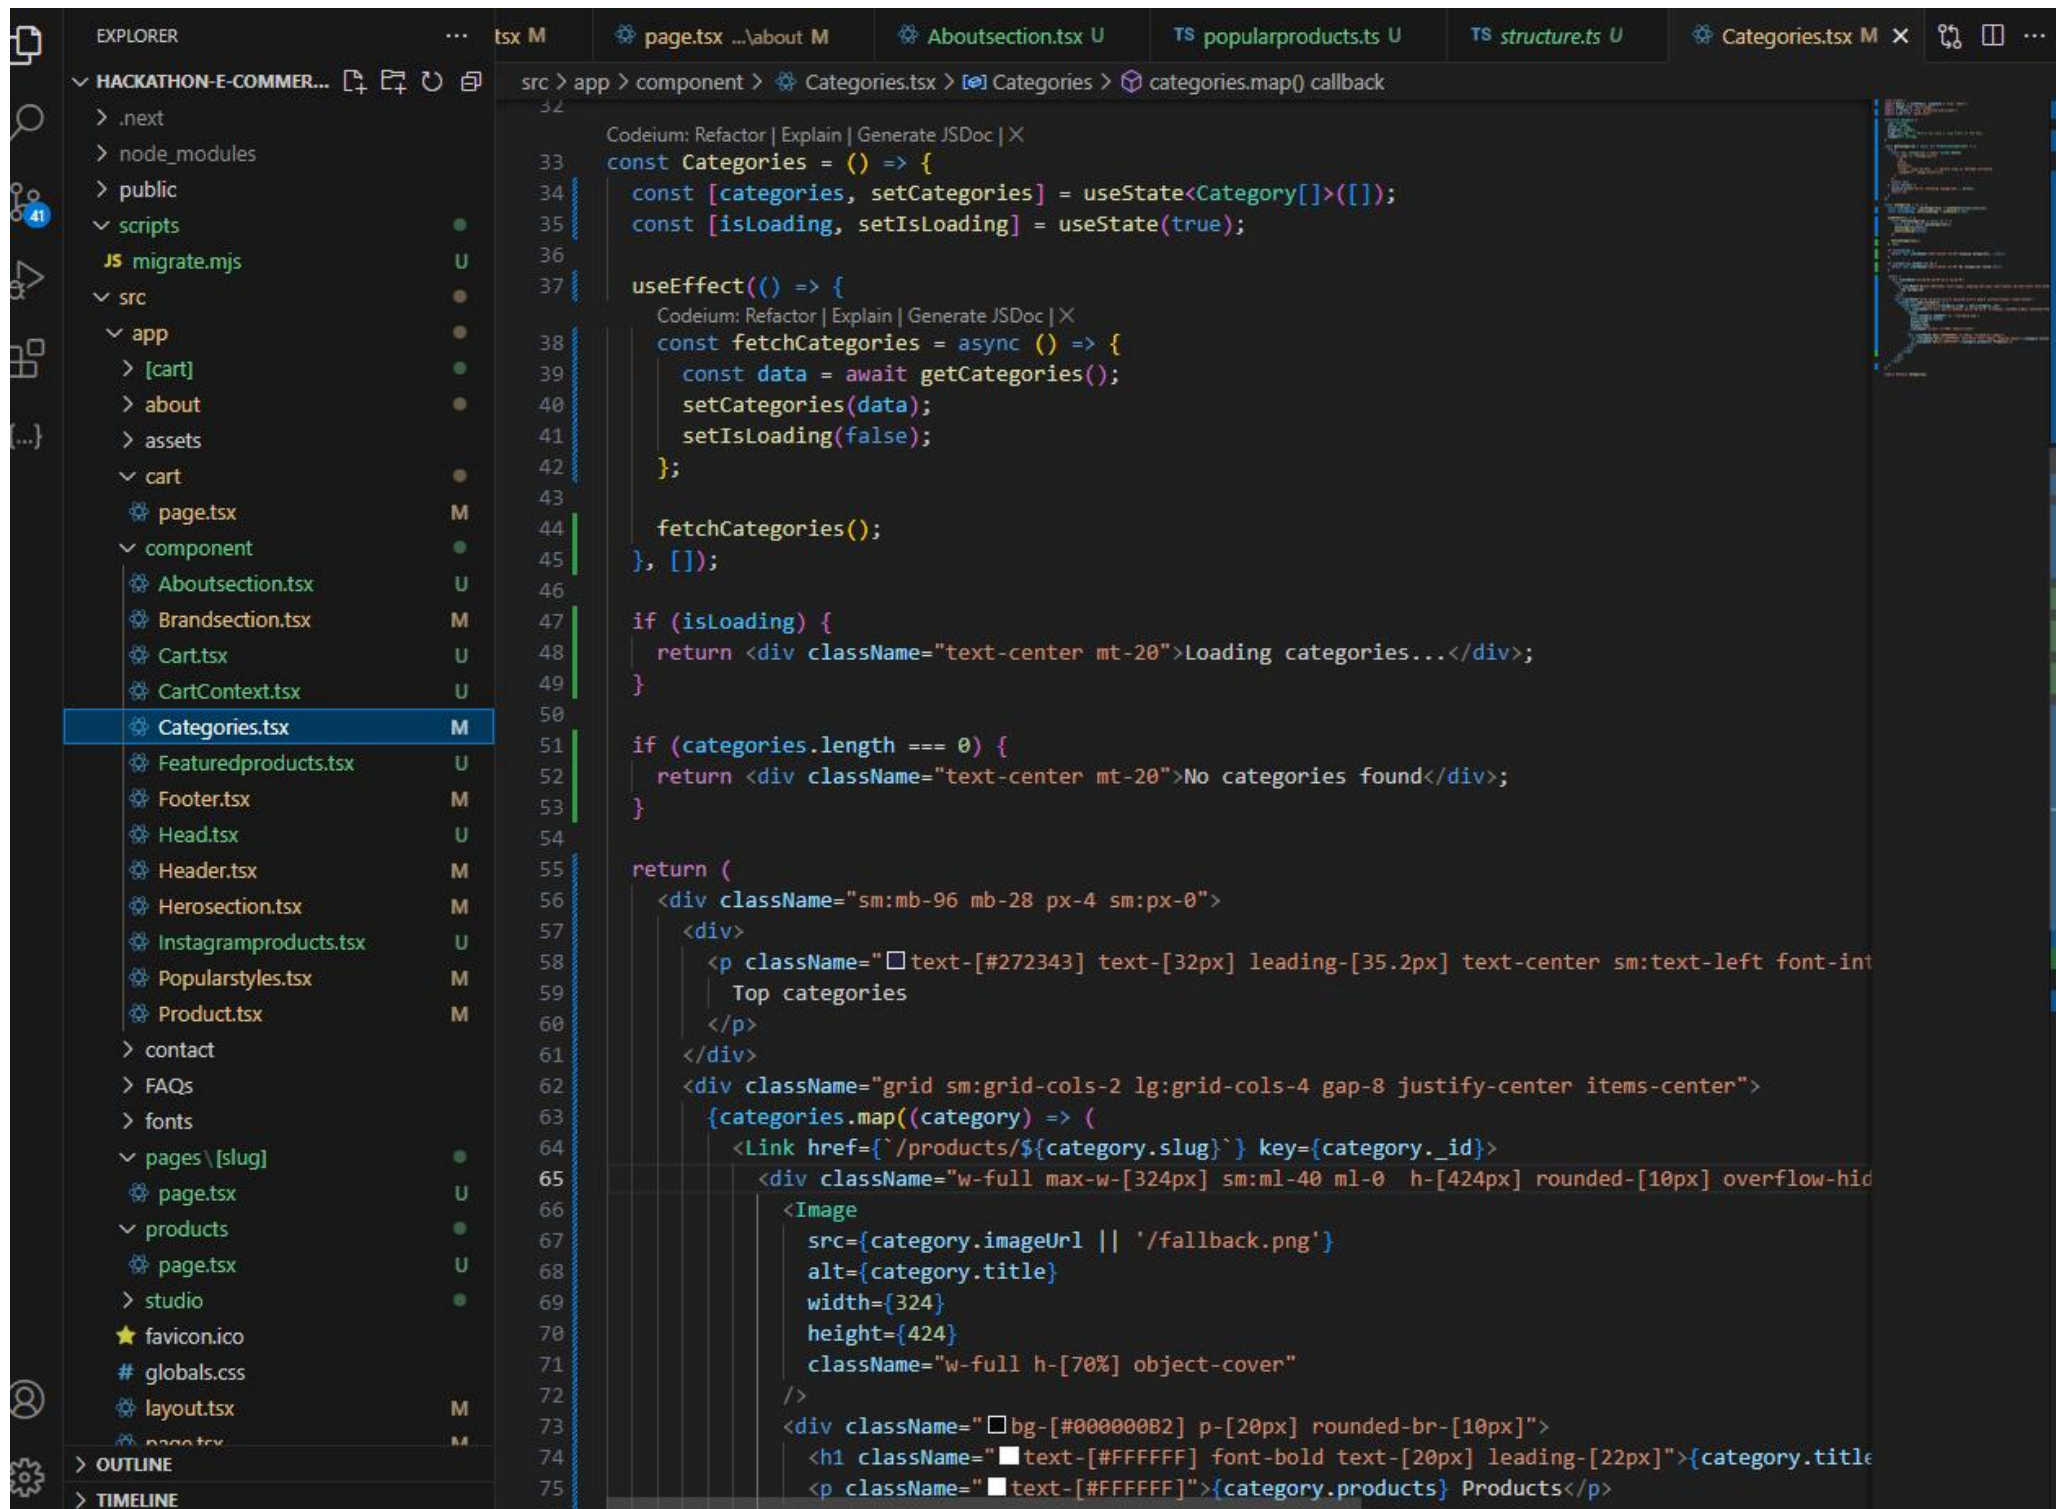 EXPLORER
...
tsx M
page.tsx ...\about M
Aboutsection.tsx U
TS popularproducts.ts U
TS structure.ts U
Categories.tsx M
HACKATHON-E-COMMER...
src > app > component > Categories.tsx > Categories > categories.map() callback
> .next
> node_modules
> public
scripts
JS migrate.mjs U
src
app
> [cart]
> about
> assets
cart
page.tsx M
component
Aboutsection.tsx U
Brandsection.tsx M
Cart.tsx U
CartContext.tsx U
Categories.tsx M
Featuredproducts.tsx U
Footer.tsx M
Head.tsx U
Header.tsx M
Herosection.tsx M
Instagramproducts.tsx U
Popularstyles.tsx M
Product.tsx M
> contact
> FAQs
> fonts
pages\[slug]
page.tsx U
products
page.tsx U
> studio
favicon.ico
# globals.css
layout.tsx M
page.tsx M
> OUTLINE
> TIMELINE
41
{...}
32
Codeium: Refactor | Explain | Generate JSDoc | X
33 const Categories = () => {
34 const [categories, setCategories] = useState<Category[]>([]);
35 const [isLoading, setIsLoading] = useState(true);
36
37 useEffect(() => {
Codeium: Refactor | Explain | Generate JSDoc | X
38 const fetchCategories = async () => {
39 const data = await getCategories();
40 setCategories(data);
41 setIsLoading(false);
42 };
43
44 fetchCategories();
45 }, []);
46
47 if (isLoading) {
48 return <div className="text-center mt-20">Loading categories...</div>;
49 }
50
51 if (categories.length === 0) {
52 return <div className="text-center mt-20">No categories found</div>;
53 }
54
55 return (
56 <div className="sm:mb-96 mb-28 px-4 sm:px-0">
57 <div>
58 <p className="text-[#272343] text-[32px] leading-[35.2px] text-center sm:text-left font-int
59 Top categories
60 </p>
61 </div>
62 <div className="grid sm:grid-cols-2 lg:grid-cols-4 gap-8 justify-center items-center">
63 {categories.map((category) => (
64 <Link href={`/products/${category.slug}`} key={category._id}>
65 <div className="w-full max-w-[324px] sm:ml-40 ml-0  h-[424px] rounded-[10px] overflow-hid
66 <Image
67 src={category.imageUrl || '/fallback.png'}
68 alt={category.title}
69 width={324}
70 height={424}
71 className="w-full h-[70%] object-cover"
72 />
73 <div className="bg-[#000000B2] p-[20px] rounded-br-[10px]">
74 <h1 className="text-[#FFFFFF] font-bold text-[20px] leading-[22px]">{category.title
75 <p className="text-[#FFFFFF]">{category.products} Products</p>